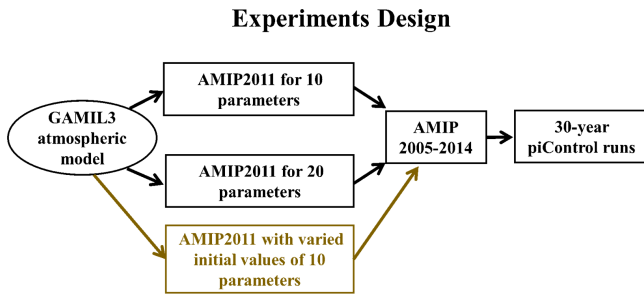 Experiments Design
GAMIL3
atmospheric
model
AMIP2011 for 10
parameters
AMIP2011 for 20
parameters
AMIP2011 with varied
initial values of 10
parameters
AMIP
2005-2014
30-year
piControl runs